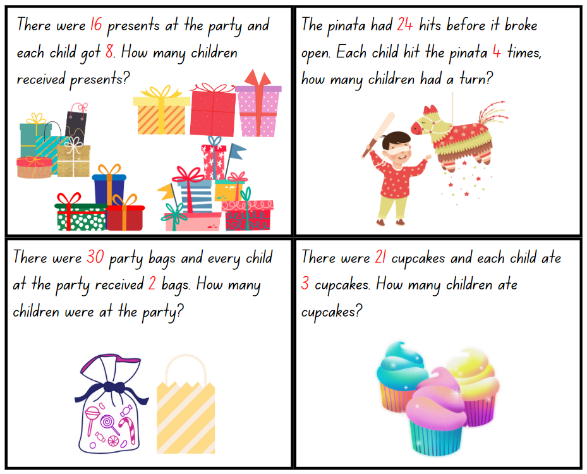 There were 16 presents at the party and
each child got 8. How many children
received presents?
The pinata had 24 hits before it broke
open. Each child hit the pinata 4 times,
how many children had a turn?
There were 30 party bags and every child
at the party received 2 bags. How many
children were at the party?
There were 21 cupcakes and each child ate
3 cupcakes. How many children ate
cupcakes?